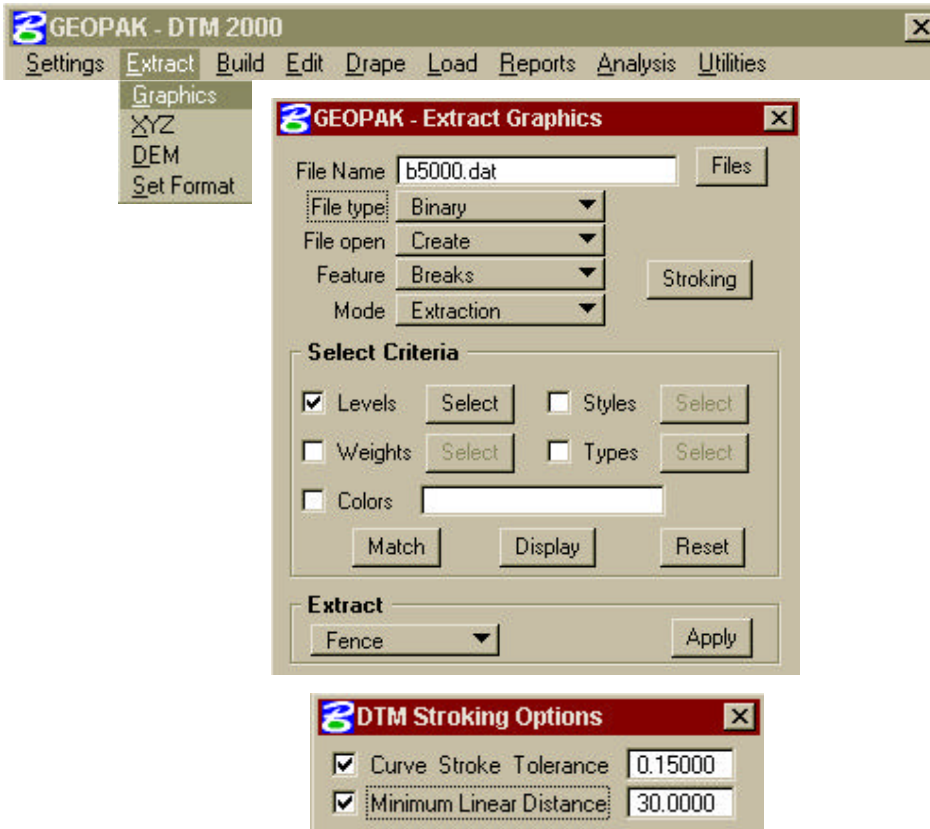 GEOPAK - DTM 2000
Settings Extract Build Edit Drape Load Reports Analysis Utilities
Graphics
XYZ
DEM
Set Format
GEOPAK - Extract Graphics
File Name b5000.dat Files
File type Binary
File open Create
Feature Breaks Stroking
Mode Extraction
Select Criteria
Levels Select Styles Select
Weights Select Types Select
Colors
Match Display Reset
Extract
Fence Apply
DTM Stroking Options
Curve Stroke Tolerance 0.15000
Minimum Linear Distance 30.0000